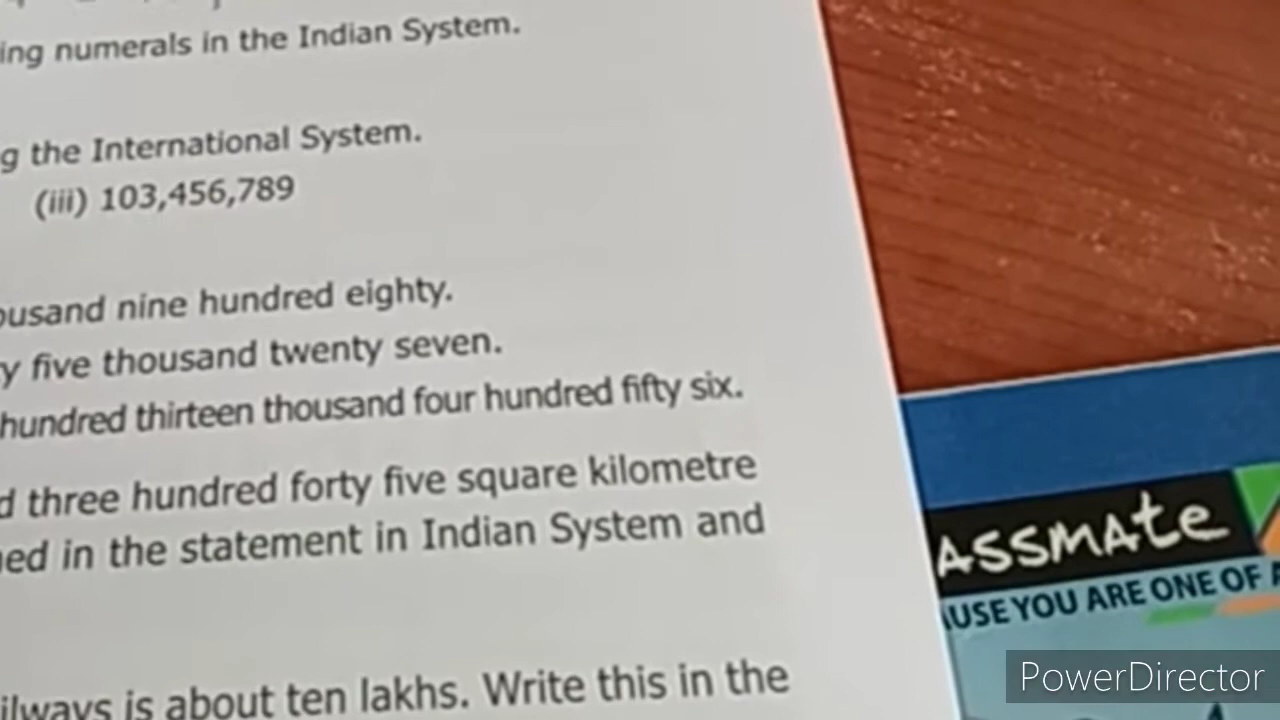 ing numerals in the Indian System.
g the International System.
(iii) 103,456,789
ousand nine hundred eighty.
y five thousand twenty seven.
hundred thirteen thousand four hundred fifty six.
d three hundred forty five square kilometre
ned in the statement in Indian System and
ilways is about ten lakhs. Write this in the
ASSMATE
USE YOU ARE ONE OF A
PowerDirector